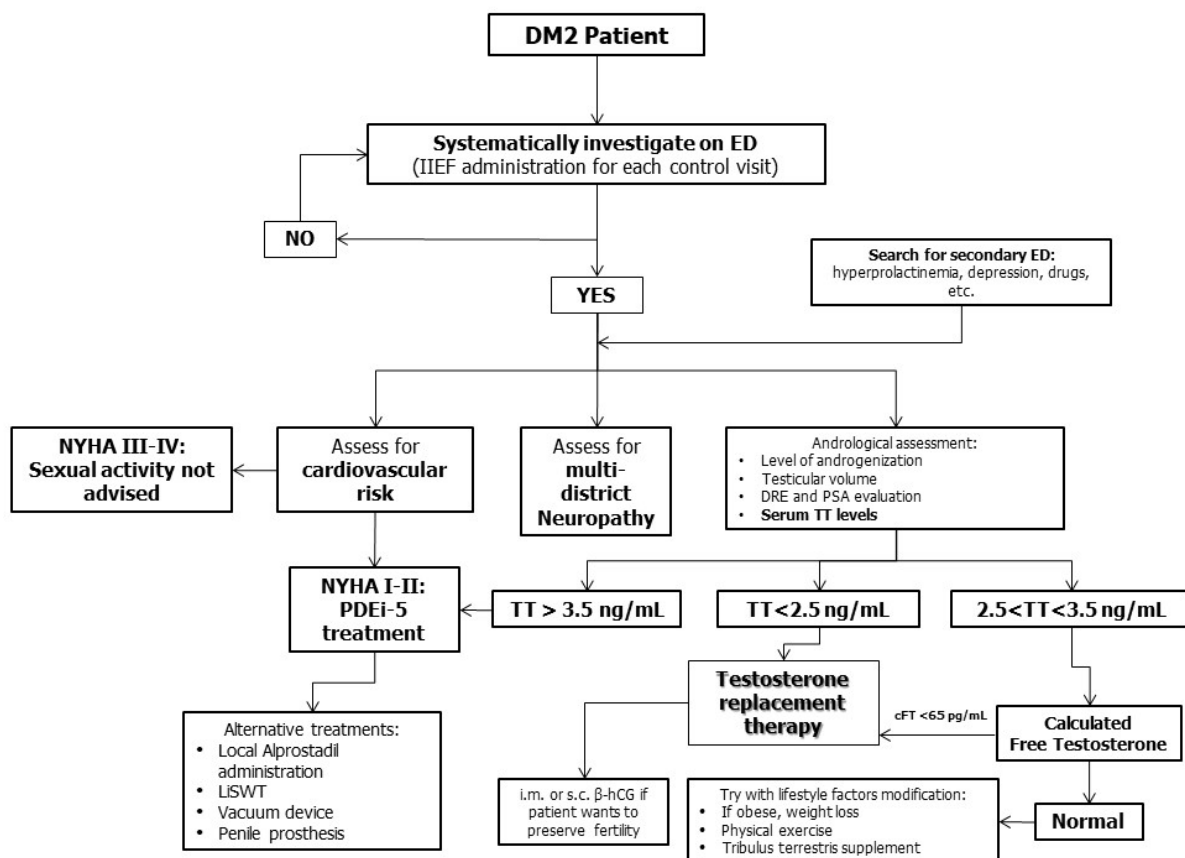 DM2 Patient
Systematically investigate on ED
(IIEF administration for each control visit)
NO
Search for secondary ED:
hyperprolactinemia, depression, drugs,
etc.
YES
NYHA III-IV:
Sexual activity not
advised
Assess for
cardiovascular
risk
Assess for
multi-
district
Neuropathy
Andrological assessment:
• Level of androgenization
• Testicular volume
• DRE and PSA evaluation
• Serum TT levels
NYHA I-II:
PDEi-5
treatment
TT > 3.5 ng/mL
TT<2.5 ng/mL
2.5<TT<3.5 ng/mL
Testosterone
replacement
therapy
cFT <65 pg/mL
Calculated
Free Testosterone
Alternative treatments:
• Local Alprostadil
administration
• LiSWT
• Vacuum device
• Penile prosthesis
i.m. or s.c. β-hCG if
patient wants to
preserve fertility
Try with lifestyle factors modification:
• If obese, weight loss
• Physical exercise
• Tribulus terrestris supplement
Normal